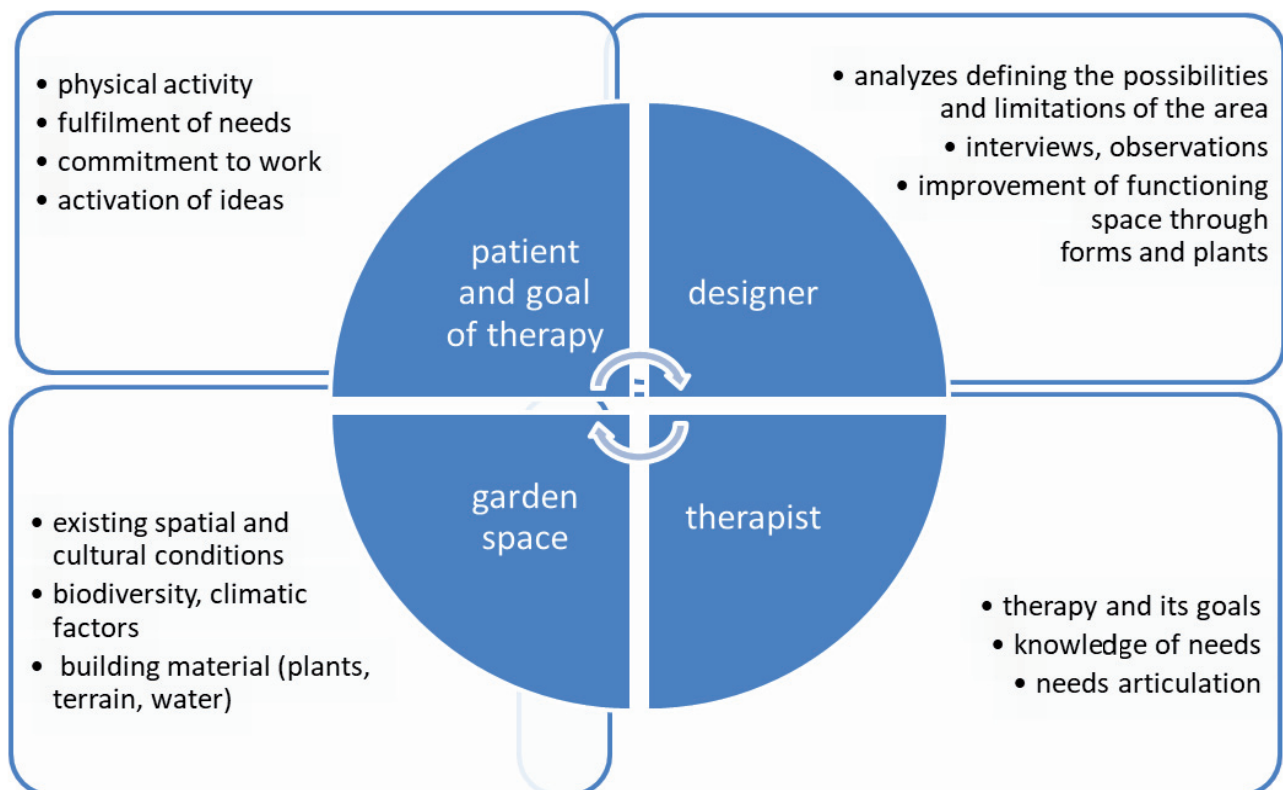 • physical activity
• fulfilment of needs
• commitment to work
• activation of ideas
• analyzes defining the possibilities
and limitations of the area
• interviews, observations
• improvement of functioning
space through
forms and plants
patient
and goal
of therapy
designer
garden
space
therapist
• existing spatial and
cultural conditions
• biodiversity, climatic
factors
• building material (plants,
terrain, water)
• therapy and its goals
• knowledge of needs
• needs articulation